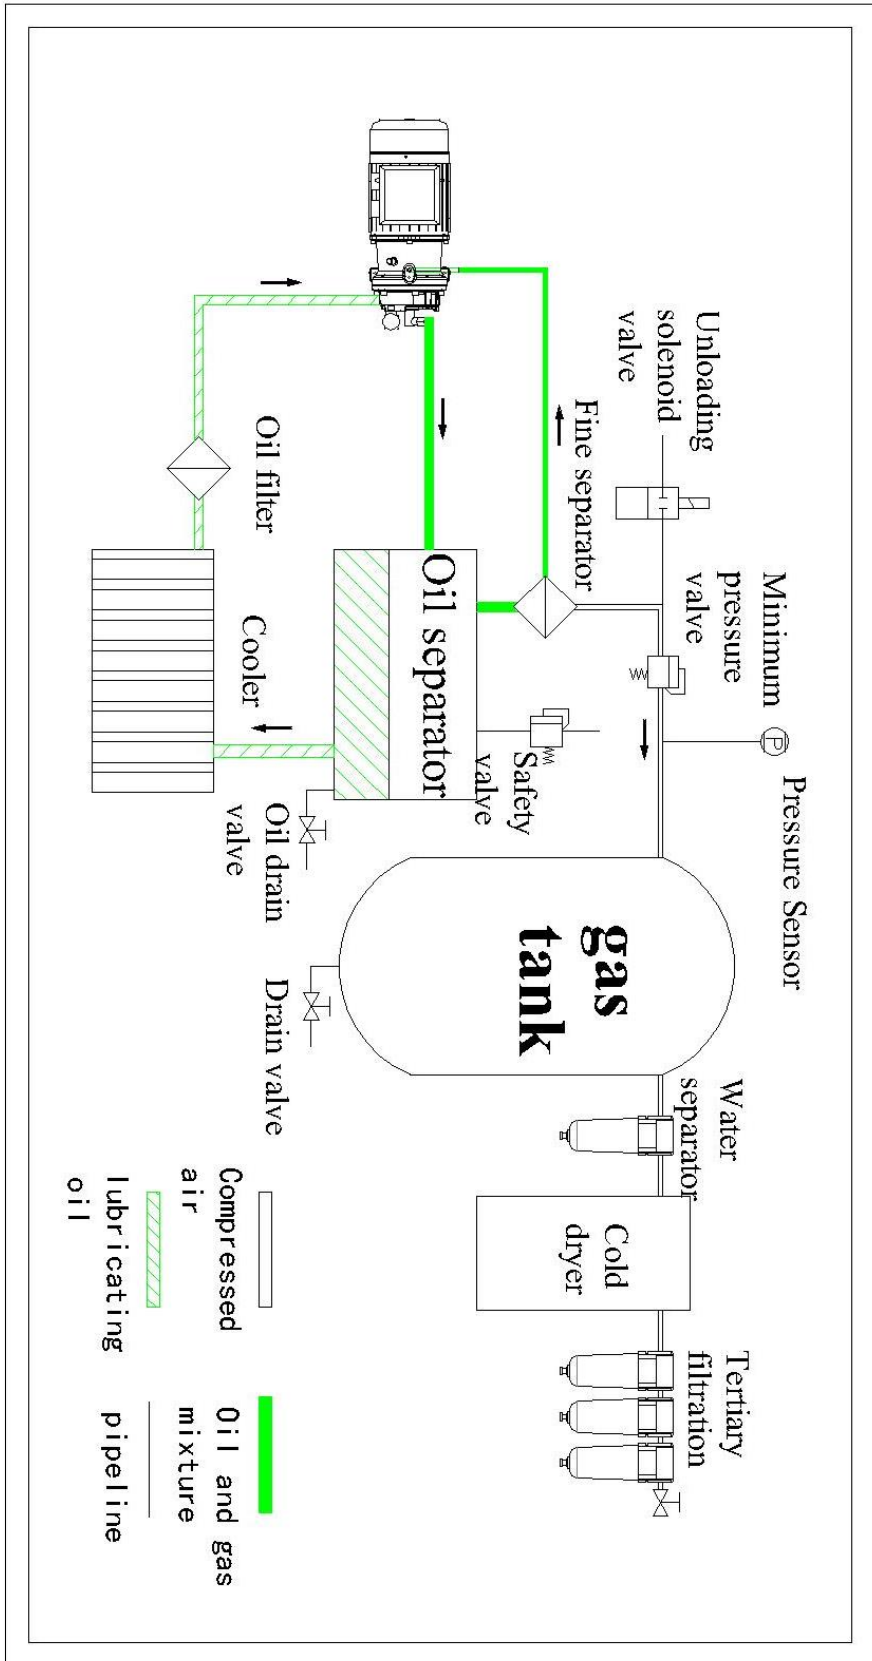 Unloading
solenoid
valve
Minimum
pressure
valve
Pressure Sensor
P
Fine separator
Safety
valve
Oil separator
Oil filter
Cooler
Oil drain
valve
gas
tank
Drain valve
Water
separator
Cold
dryer
Tertiary
filtration
Compressed
air
Oil and gas
mixture
lubricating
oil
pipeline